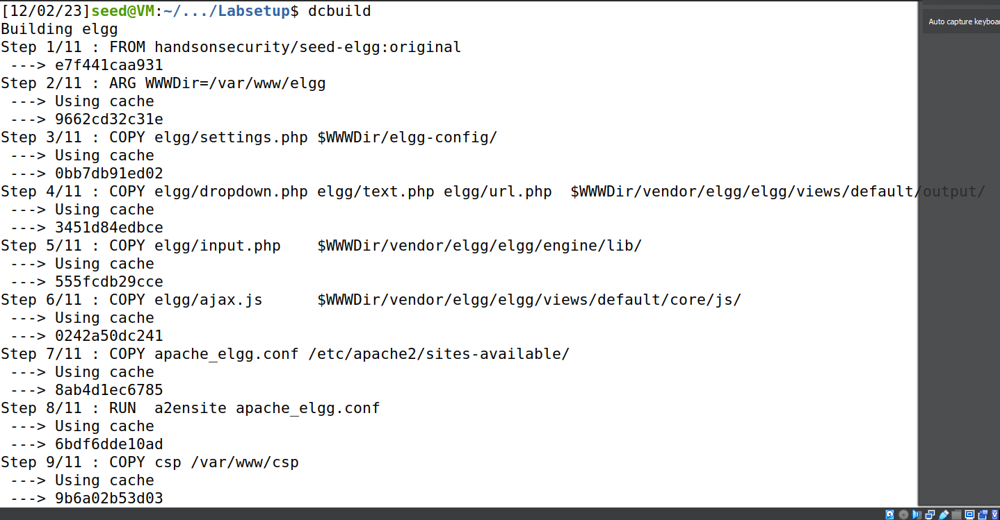 [12/02/23]seed@VM:~/.../Labsetup$ dcbuild
Auto capture keyboar
Building elgg
Step 1/11 : FROM handsonsecurity/seed-elgg:original
 ---> e7f441caa931
Step 2/11 : ARG WWWDir=/var/www/elgg
 ---> Using cache
 ---> 9662cd32c31e
Step 3/11 : COPY elgg/settings.php $WWWDir/elgg-config/
 ---> Using cache
 ---> 0bb7db91ed02
Step 4/11 : COPY elgg/dropdown.php elgg/text.php elgg/url.php  $WWWDir/vendor/elgg/elgg/views/default/output/
 ---> Using cache
 ---> 3451d84edbce
Step 5/11 : COPY elgg/input.php    $WWWDir/vendor/elgg/elgg/engine/lib/
 ---> Using cache
 ---> 555fcdb29cce
Step 6/11 : COPY elgg/ajax.js      $WWWDir/vendor/elgg/elgg/views/default/core/js/
 ---> Using cache
 ---> 0242a50dc241
Step 7/11 : COPY apache_elgg.conf /etc/apache2/sites-available/
 ---> Using cache
 ---> 8ab4d1ec6785
Step 8/11 : RUN  a2ensite apache_elgg.conf
 ---> Using cache
 ---> 6bdf6dde10ad
Step 9/11 : COPY csp /var/www/csp
 ---> Using cache
 ---> 9b6a02b53d03